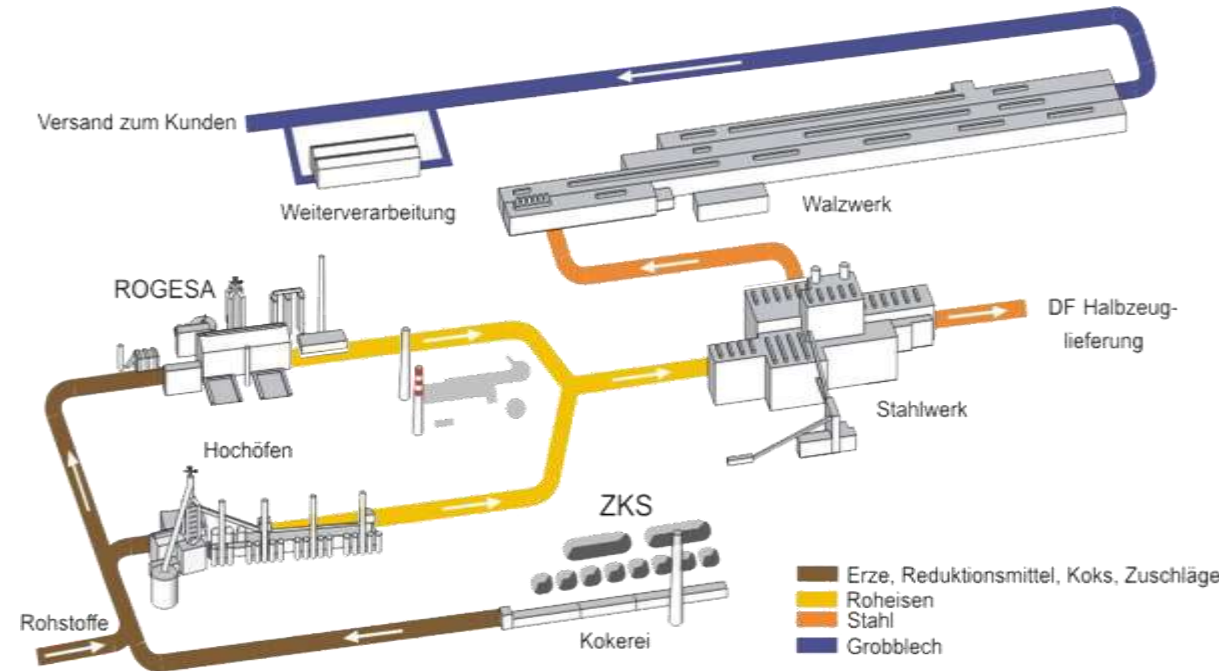 Versand zum Kunden
Weiterverarbeitung
Walzwerk
ROGESA
DF Halbzeug-
lieferung
Stahlwerk
Hochöfen
ZKS
Rohstoffe
Kokerei
Erze, Reduktionsmittel, Koks, Zuschläge
Roheisen
Stahl
Grobblech